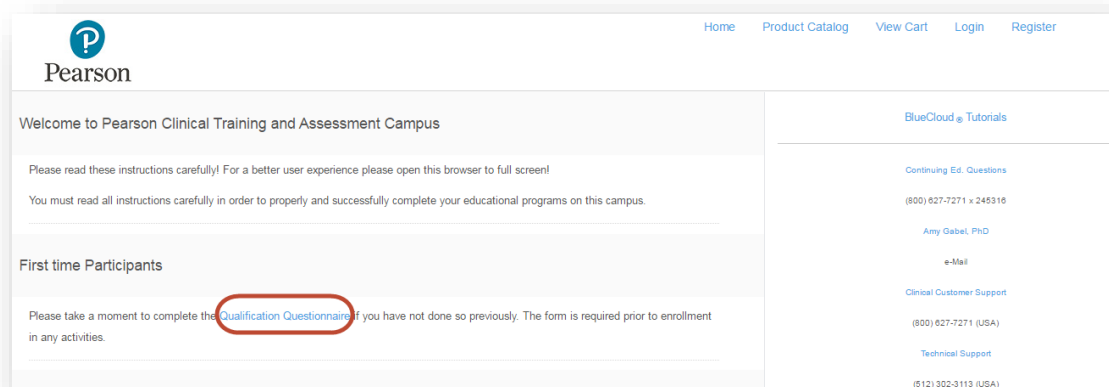 Home Product Catalog View Cart Login Register
P
Pearson
Welcome to Pearson Clinical Training and Assessment Campus
Please read these instructions carefully! For a better user experience please open this browser to full screen!
You must read all instructions carefully in order to properly and successfully complete your educational programs on this campus.
First time Participants
Please take a moment to complete the Qualification Questionnaire if you have not done so previously. The form is required prior to enrollment
in any activities.
BlueCloud ® Tutorials
Continuing Ed. Questions
(800) 627-7271 x 245316
Amy Gabel, PhD
e-Mail
Clinical Customer Support
(800) 627-7271 (USA)
Technical Support
(512) 302-3113 (USA)